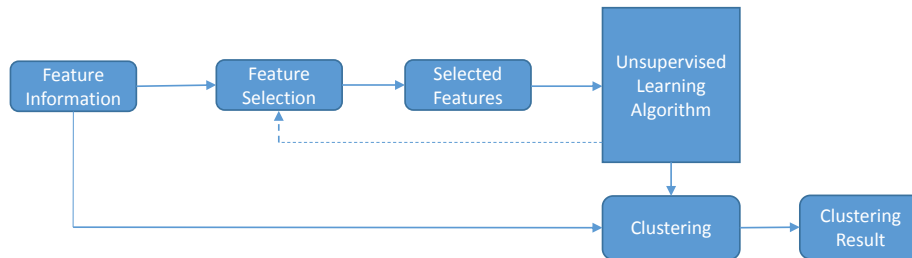 Feature
Information
Feature
Selection
Selected
Features
Unsupervised
Learning
Algorithm
Clustering
Clustering
Result